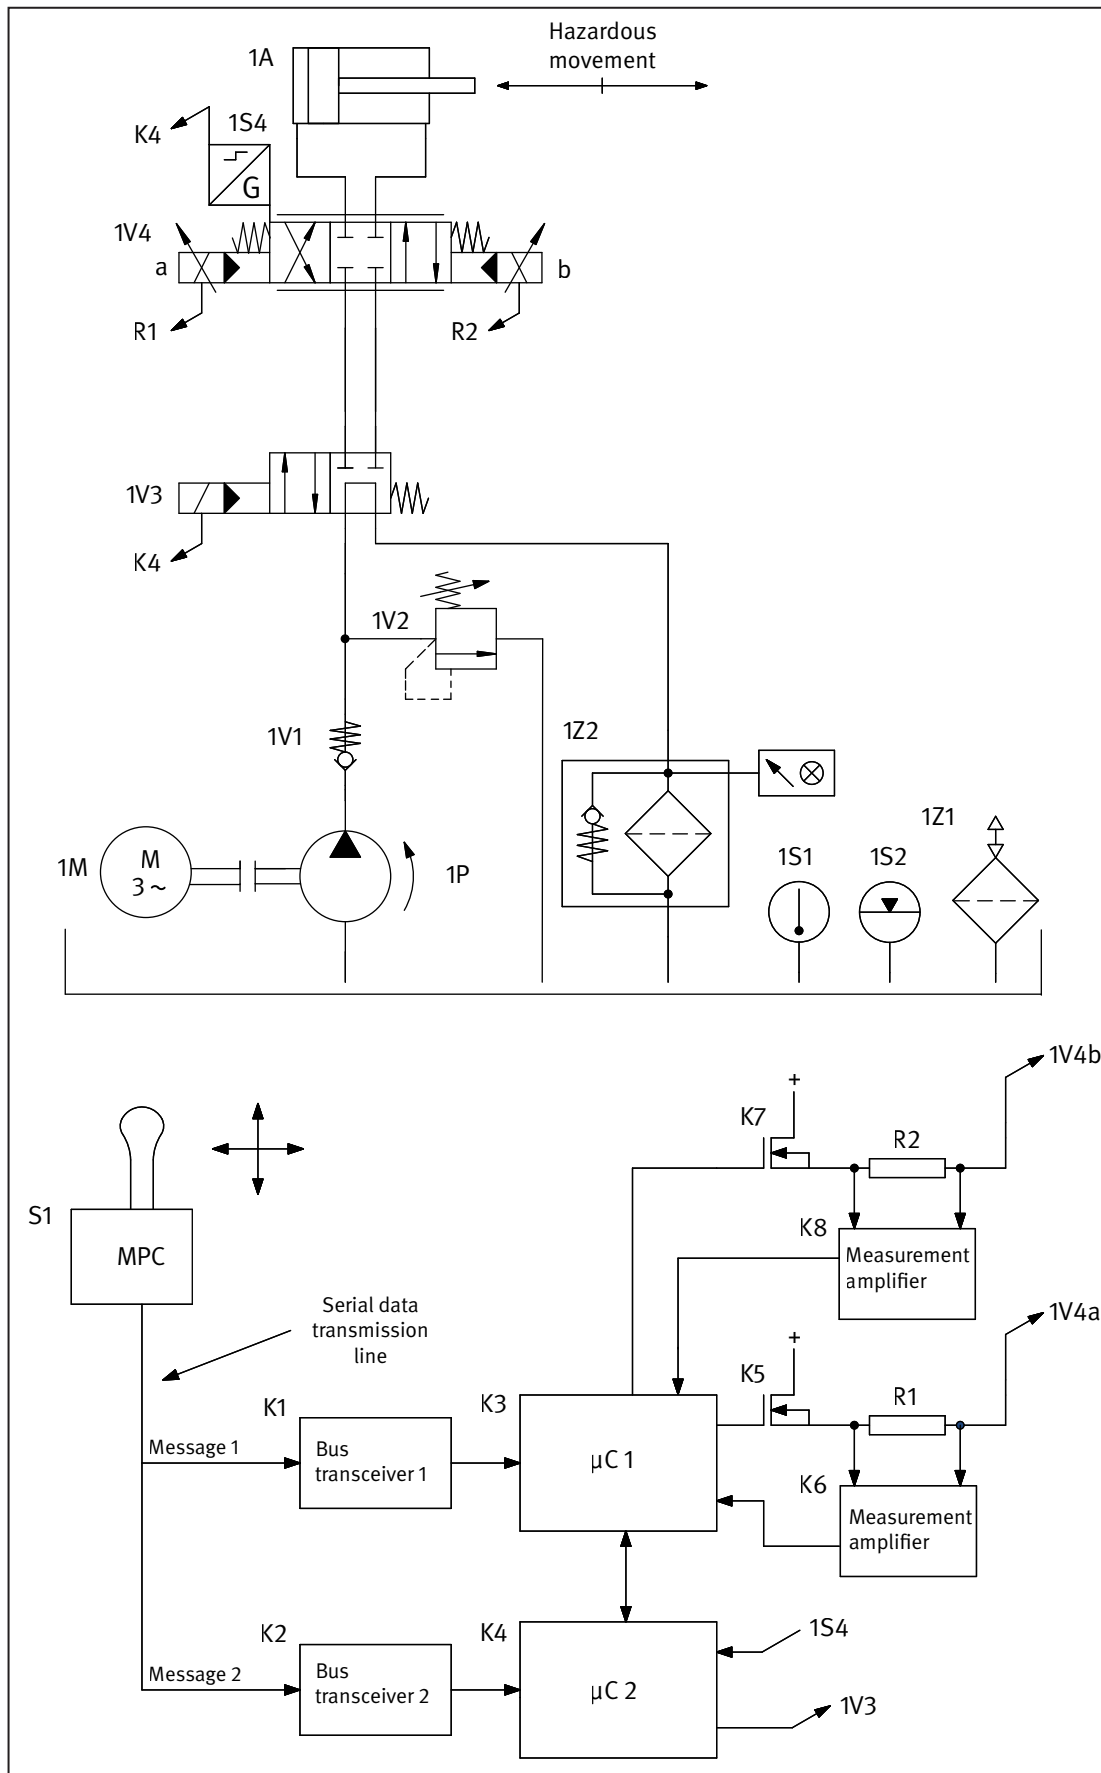 Hazardous
movement
1A
K4
1S4
G
1V4
a
b
R1
R2
1V3
K4
1V2
1V1
1Z2
1Z1
1M
M
3 ~
1P
1S1
1S2
1V4b
+
K7
R2
S1
MPC
K8
Measurement
amplifier
Serial data
transmission
line
1V4a
+
K5
R1
K1
K3
Message 1
Bus
transceiver 1
µC 1
K6
Measurement
amplifier
K2
K4
1S4
Message 2
Bus
transceiver 2
µC 2
1V3